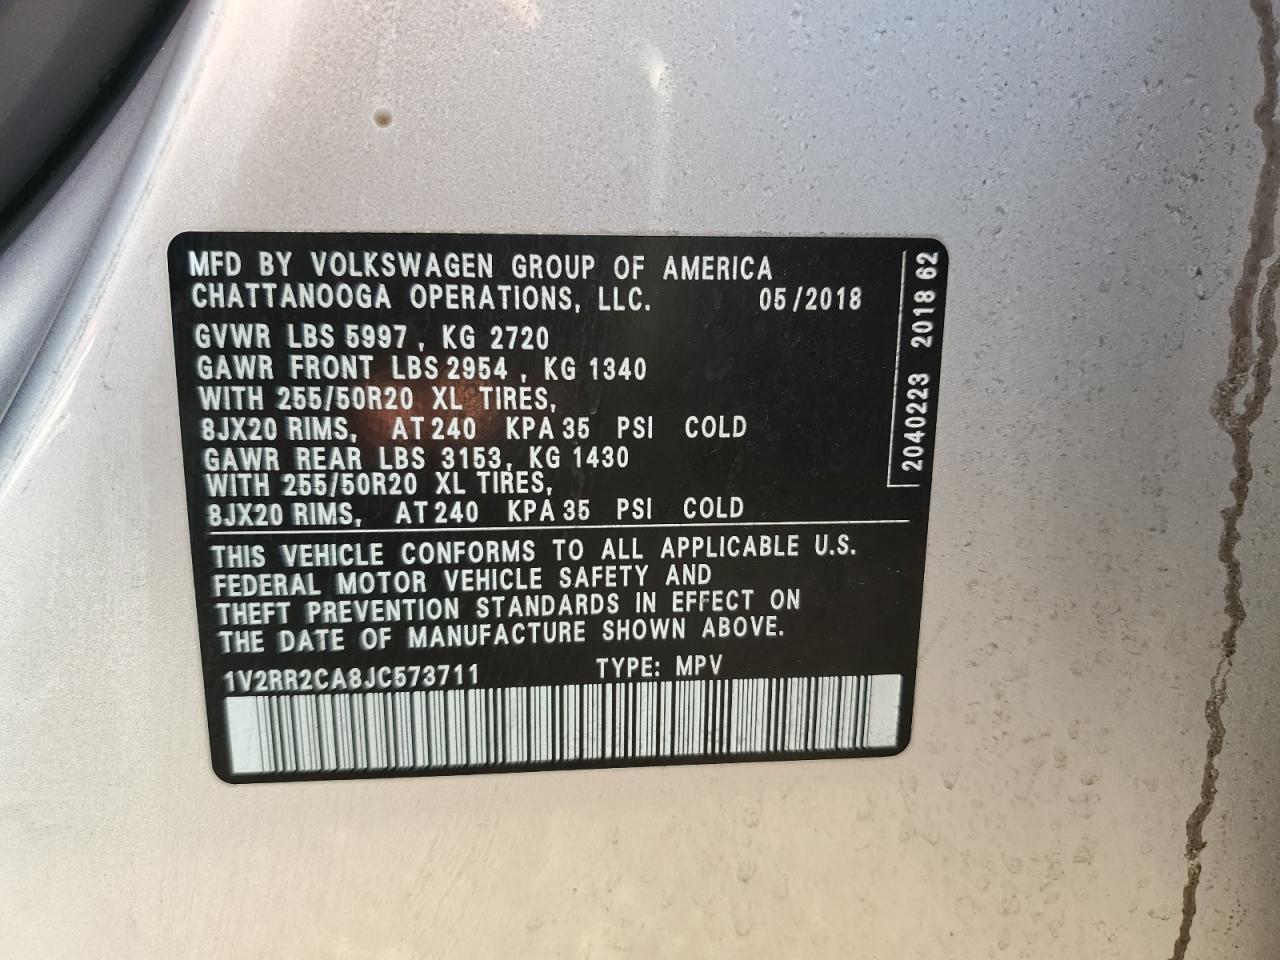 MFD BY VOLKSWAGEN GROUP OF AMERICA
CHATTANOOGA OPERATIONS, LLC. 05/2018
GVWR LBS 5997, KG 2720
GAWR FRONT LBS 2954, KG 1340
WITH 255/50R20 XL TIRES,
8JX20 RIMS, AT 240 KPA 35 PSI COLD
GAWR REAR LBS 3153, KG 1430
WITH 255/50R20 XL TIRES,
8JX20 RIMS, AT 240 KPA 35 PSI COLD
THIS VEHICLE CONFORMS TO ALL APPLICABLE U.S.
FEDERAL MOTOR VEHICLE SAFETY AND
THEFT PREVENTION STANDARDS IN EFFECT ON
THE DATE OF MANUFACTURE SHOWN ABOVE.
1V2RR2CA8JC573711 TYPE: MPV
2040223 2018 62